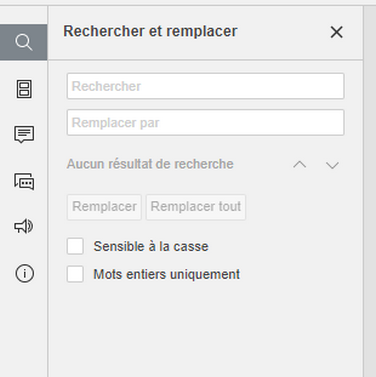 Rechercher et remplacer
Rechercher
Remplacer par
Aucun résultat de recherche
Remplacer Remplacer tout
Sensible à la casse
Mots entiers uniquement